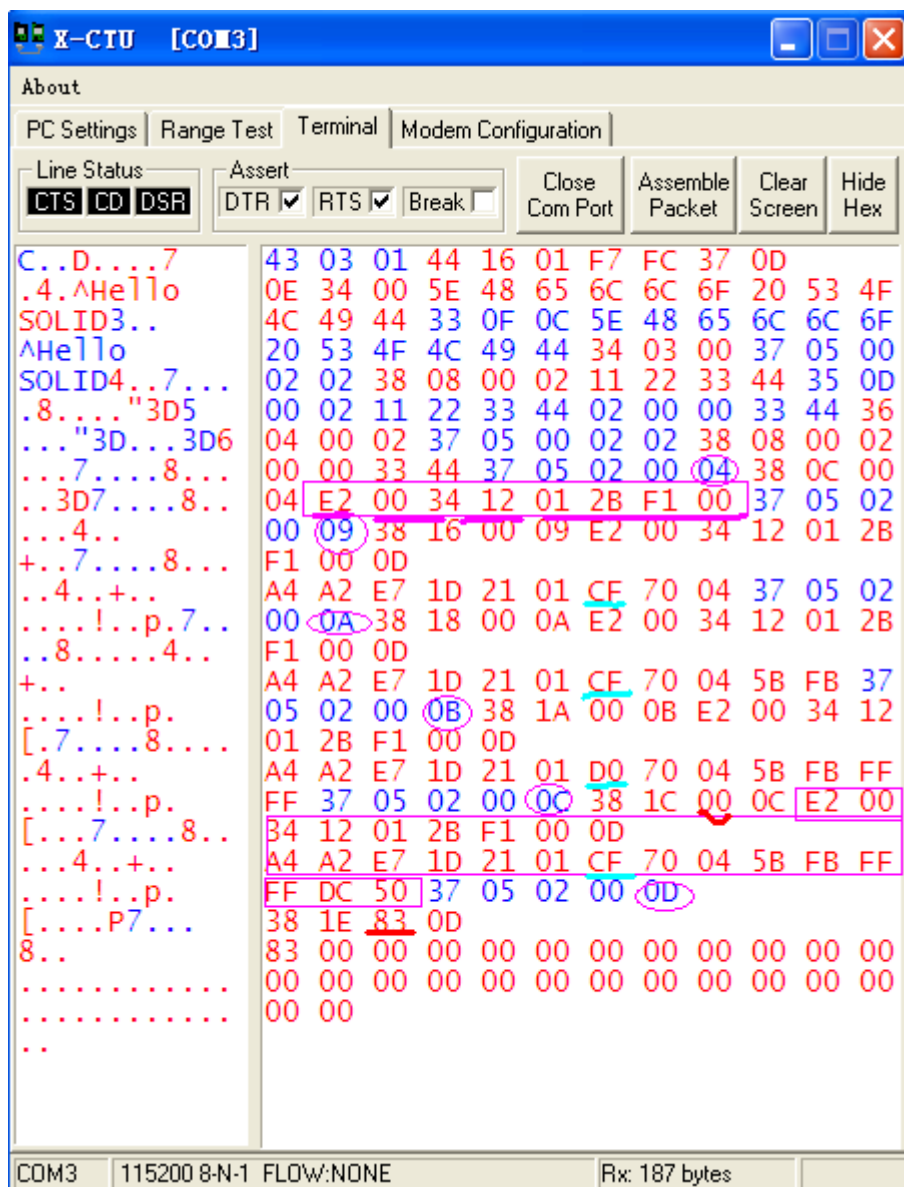 X-CTU [COM3]
About
PC Settings Range Test Terminal Modem Configuration
Line Status Assert
CTS CD DSR DTR RTS Break Close Com Port Assemble Packet Clear Screen Hide Hex
C..D....7 43 03 01 44 16 01 F7 FC 37 0D
.4.^Hello 0E 34 00 5E 48 65 6C 6C 6F 20 53 4F
SOLID3.. 4C 49 44 33 0F 0C 5E 48 65 6C 6C 6F
^Hello 20 53 4F 4C 49 44 34 03 00 37 05 00
SOLID4..7... 02 02 38 08 00 02 11 22 33 44 35 0D
.8...."3D5 00 02 11 22 33 44 02 00 00 33 44 36
..."3D...3D6 04 00 02 37 05 00 02 02 38 08 00 02
...7....8... 00 00 33 44 37 05 02 00 04 38 0C 00
..3D7....8.. 04 E2 00 34 12 01 2B F1 00 37 05 02
...4.. 00 09 38 16 00 09 E2 00 34 12 01 2B
+..7....8... F1 00 0D
..4..+.. A4 A2 E7 1D 21 01 CF 70 04 37 05 02
....!..p.7.. 00 0A 38 18 00 0A E2 00 34 12 01 2B
..8.....4.. F1 00 0D
+.. A4 A2 E7 1D 21 01 CF 70 04 5B FB 37
....!..p. 05 02 00 0B 38 1A 00 0B E2 00 34 12
[.7....8.... 01 2B F1 00 0D
.4..+.. A4 A2 E7 1D 21 01 D0 70 04 5B FB FF
....!..p. FF 37 05 02 00 0C 38 1C 00 0C E2 00
[...7....8.. 34 12 01 2B F1 00 0D
...4..+.. A4 A2 E7 1D 21 01 CF 70 04 5B FB FF
....!..p. FF DC 50 37 05 02 00 0D
[....P7... 38 1E 83 0D
8.. 83 00 00 00 00 00 00 00 00 00 00 00
............ 00 00 00 00 00 00 00 00 00 00 00 00
............ 00 00
..
COM3 115200 8-N-1 FLOW:NONE Rx: 187 bytes